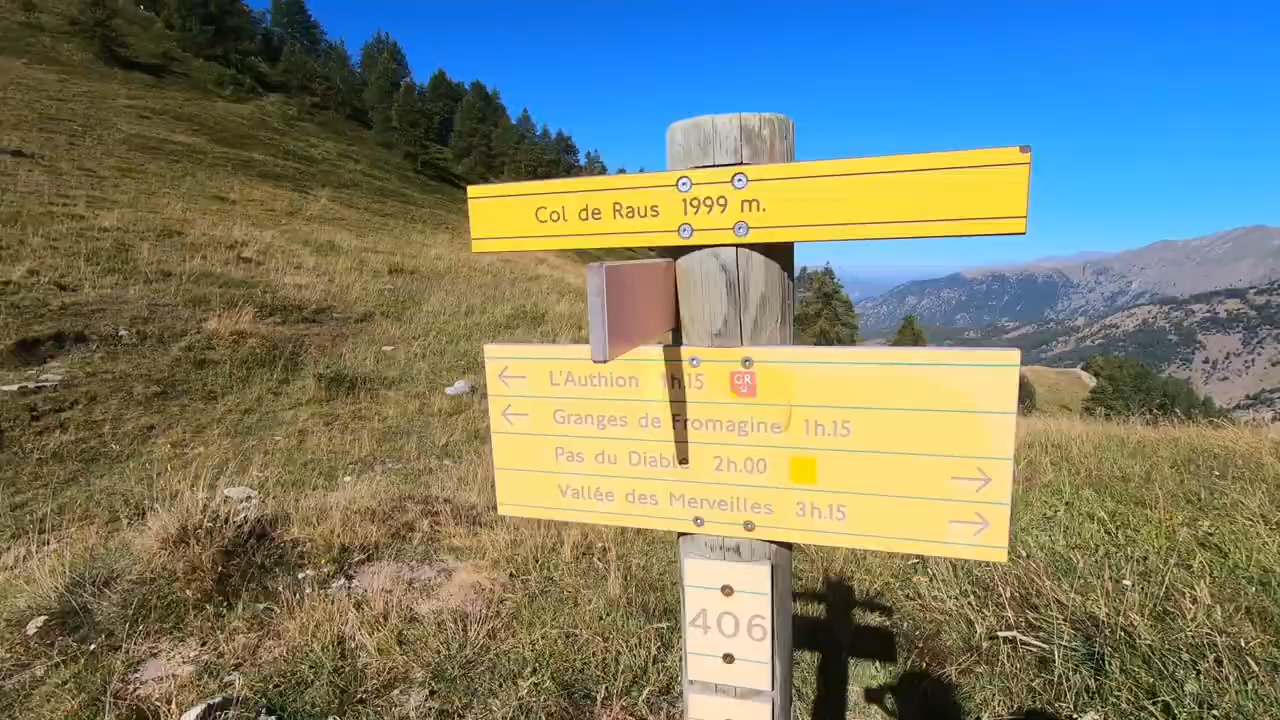 Col de Raus 1999 m.
← L'Authion 1h.15 GR
← Granges de Fromagine 1h.15
Pas du Diable 2h.00 →
Vallée des Merveilles 3h.15 →
406